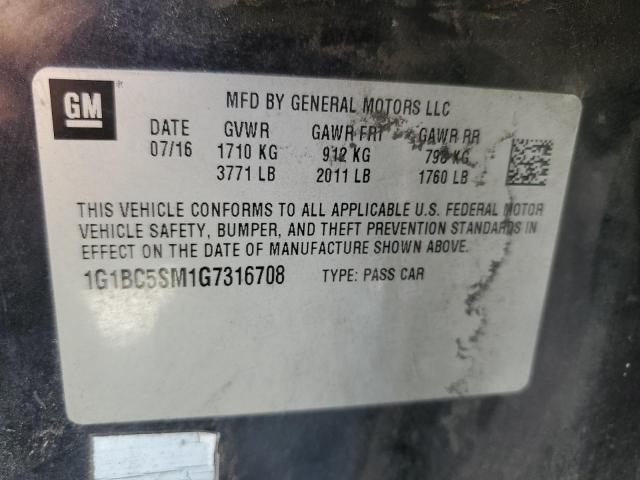 GM
MFD BY GENERAL MOTORS LLC
DATE GVWR GAWR FRT GAWR RR
07/16 1710 KG 912 KG 798 KG
3771 LB 2011 LB 1760 LB
THIS VEHICLE CONFORMS TO ALL APPLICABLE U.S. FEDERAL MOTOR
VEHICLE SAFETY, BUMPER, AND THEFT PREVENTION STANDARDS
IN EFFECT ON THE DATE OF MANUFACTURE SHOWN ABOVE.
1G1BC5SM1G7316708 TYPE: PASS CAR